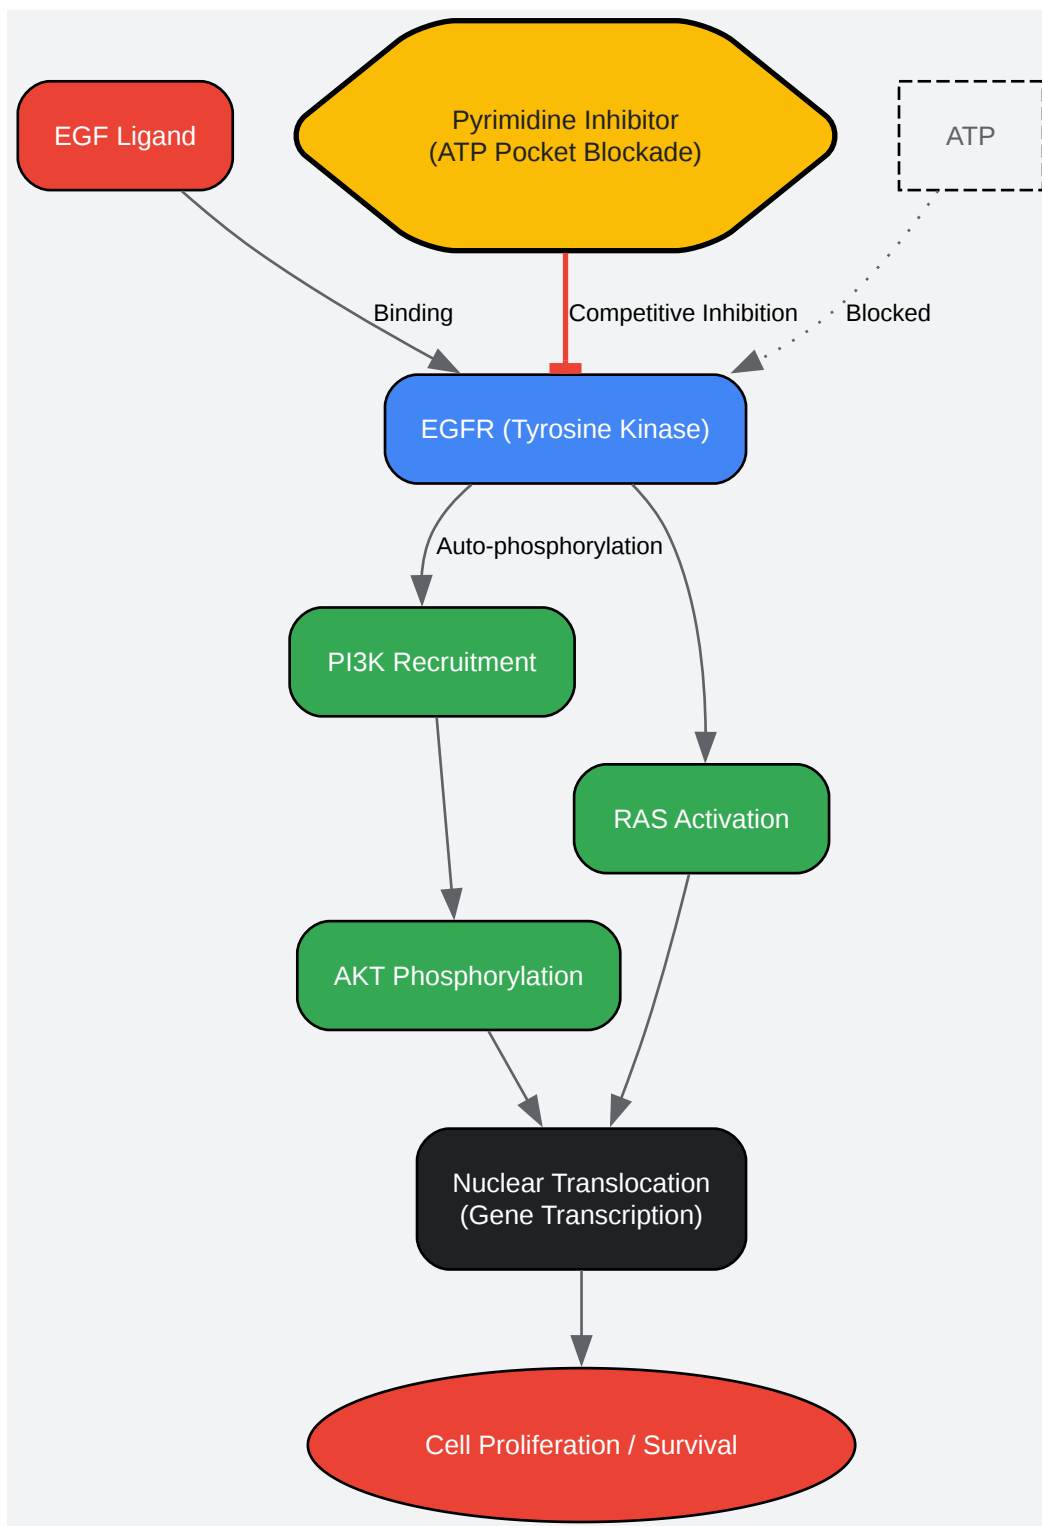 EGF Ligand
Pyrimidine Inhibitor
(ATP Pocket Blockade)
ATP
Binding
Competitive Inhibition
Blocked
EGFR (Tyrosine Kinase)
Auto-phosphorylation
PI3K Recruitment
RAS Activation
AKT Phosphorylation
Nuclear Translocation
(Gene Transcription)
Cell Proliferation / Survival